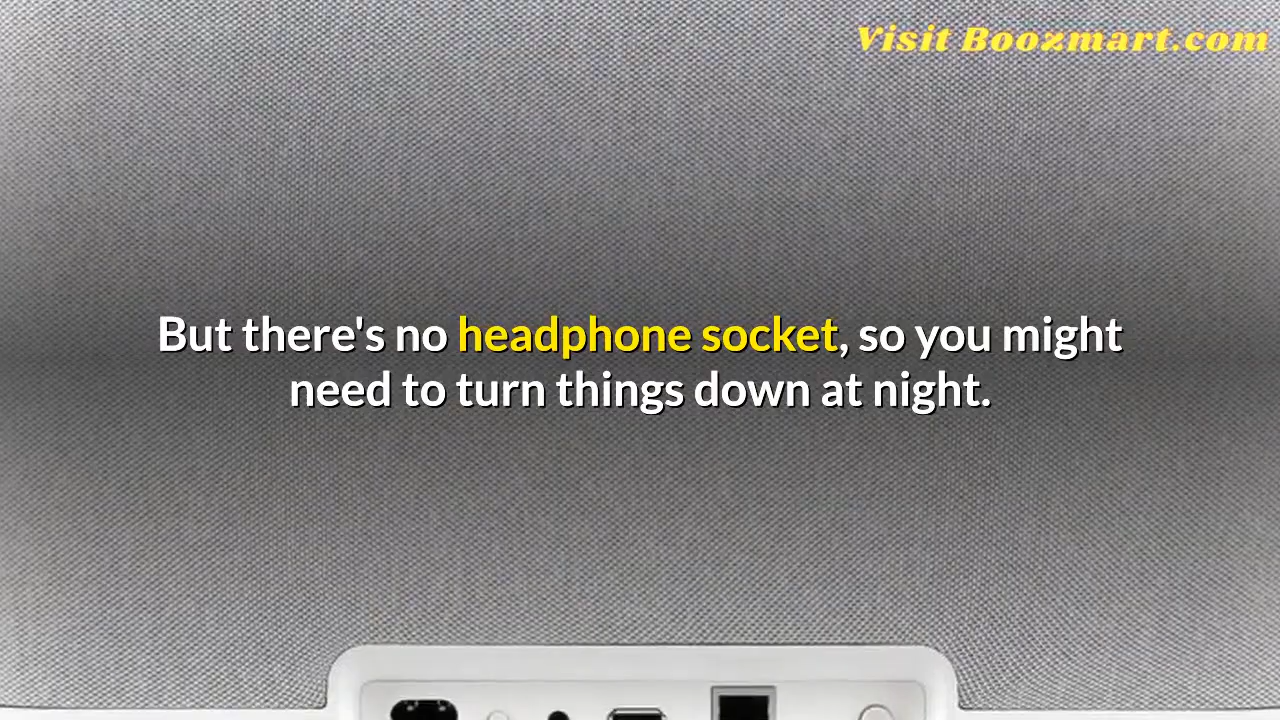 Visit Boozmart.com
But there's no headphone socket, so you might
need to turn things down at night.